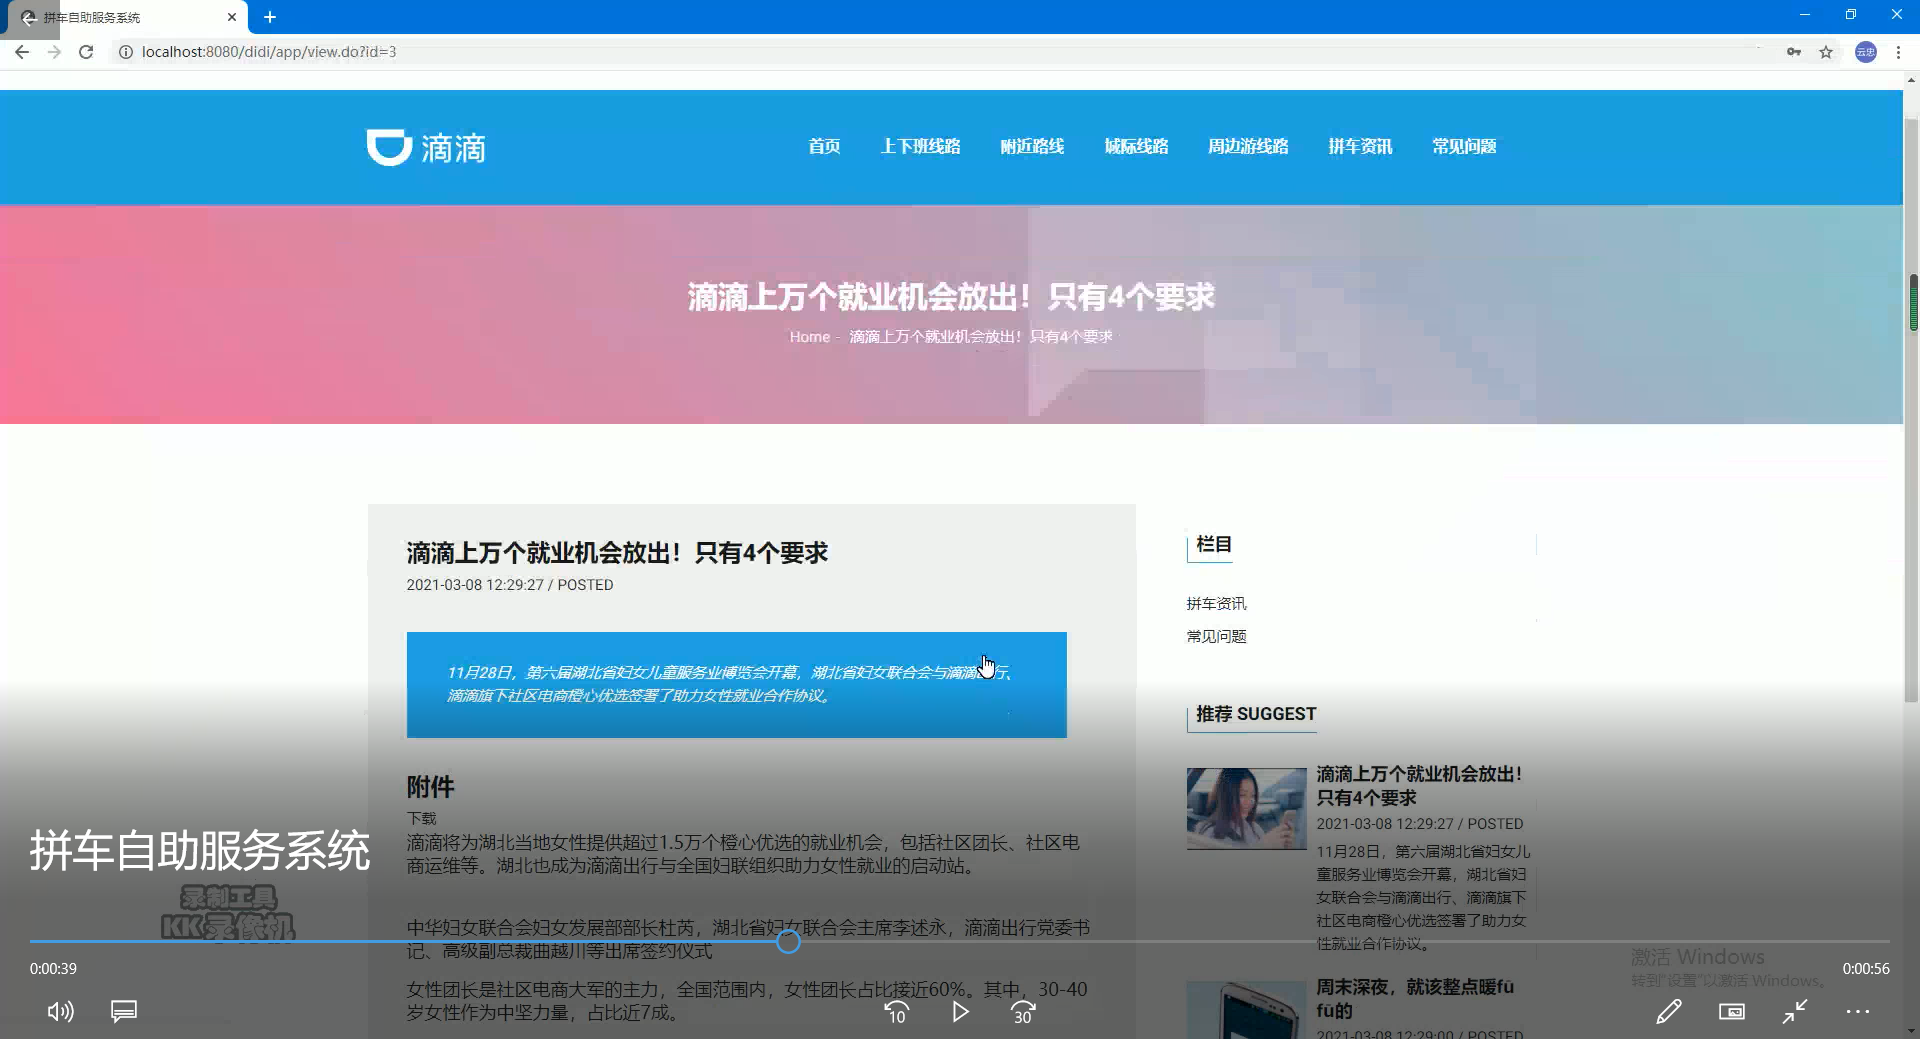 拼车自助服务系统
localhost:8080/didi/app/view.do?id=3
云忠
滴滴
首页 上下班线路 附近路线 城际线路 周边游线路 拼车资讯 常见问题
滴滴上万个就业机会放出！只有4个要求
Home - 滴滴上万个就业机会放出！只有4个要求
滴滴上万个就业机会放出！只有4个要求
2021-03-08 12:29:27 / POSTED
11月28日，第六届湖北省妇女儿童服务业博览会开幕，湖北省妇女联合会与滴滴出行、
滴滴旗下社区电商橙心优选签署了助力女性就业合作协议。
附件
下载
滴滴将为湖北当地女性提供超过1.5万个橙心优选的就业机会，包括社区团长、社区电
商运维等。湖北也成为滴滴出行与全国妇联组织助力女性就业的启动站。
中华妇女联合会妇女发展部部长杜芮，湖北省妇女联合会主席李述永，滴滴出行党委书
记、高级副总裁曲越川等出席签约仪式
女性团长是社区电商大军的主力，全国范围内，女性团长占比接近60%。其中，30-40
岁女性作为中坚力量，占比近7成。
栏目
拼车资讯
常见问题
推荐 SUGGEST
滴滴上万个就业机会放出！
只有4个要求
2021-03-08 12:29:27 / POSTED
11月28日，第六届湖北省妇女儿
童服务业博览会开幕，湖北省妇
女联合会与滴滴出行、滴滴旗下
社区电商橙心优选签署了助力女
性就业合作协议。
周末深夜，就该整点暖fū
fū的
2021-03-08 12:29:00 / POSTED
拼车自助服务系统
录制工具
KK录像机
激活 Windows
转到"设置"以激活 Windows。
0:00:39
0:00:56
10
30